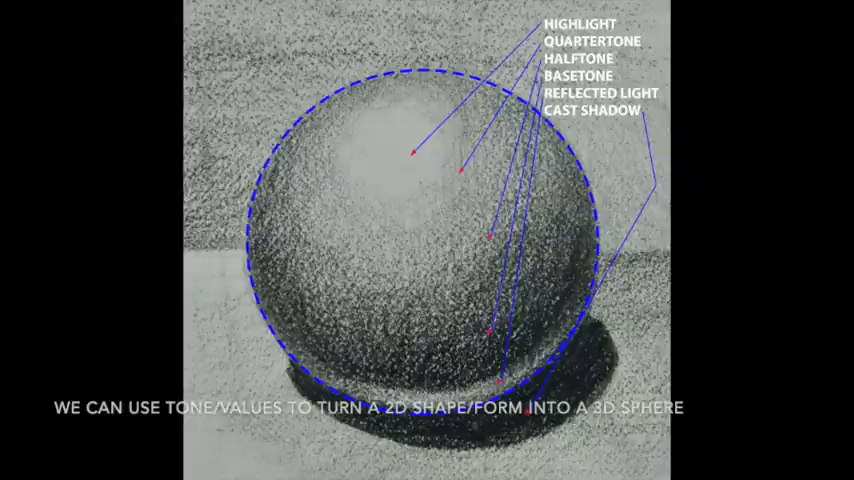 HIGHLIGHT
QUARTERTONE
HALFTONE
BASETONE
REFLECTED LIGHT
CAST SHADOW
WE CAN USE TONE/VALUES TO TURN A 2D SHAPE/FORM INTO A 3D SPHERE